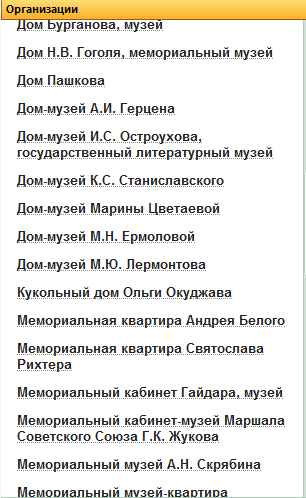 Организации
Дом Бурганова, музей
Дом Н.В. Гоголя, мемориальный музей
Дом Пашкова
Дом-музей А.И. Герцена
Дом-музей И.С. Остроухова,
государственный литературный музей
Дом-музей К.С. Станиславского
Дом-музей Марины Цветаевой
Дом-музей М.Н. Ермоловой
Дом-музей М.Ю. Лермонтова
Кукольный дом Ольги Окуджава
Мемориальная квартира Андрея Белого
Мемориальная квартира Святослава
Рихтера
Мемориальный кабинет Гайдара, музей
Мемориальный кабинет-музей Маршала
Советского Союза Г.К. Жукова
Мемориальный музей А.Н. Скрябина
Мемориальный музей-квартира